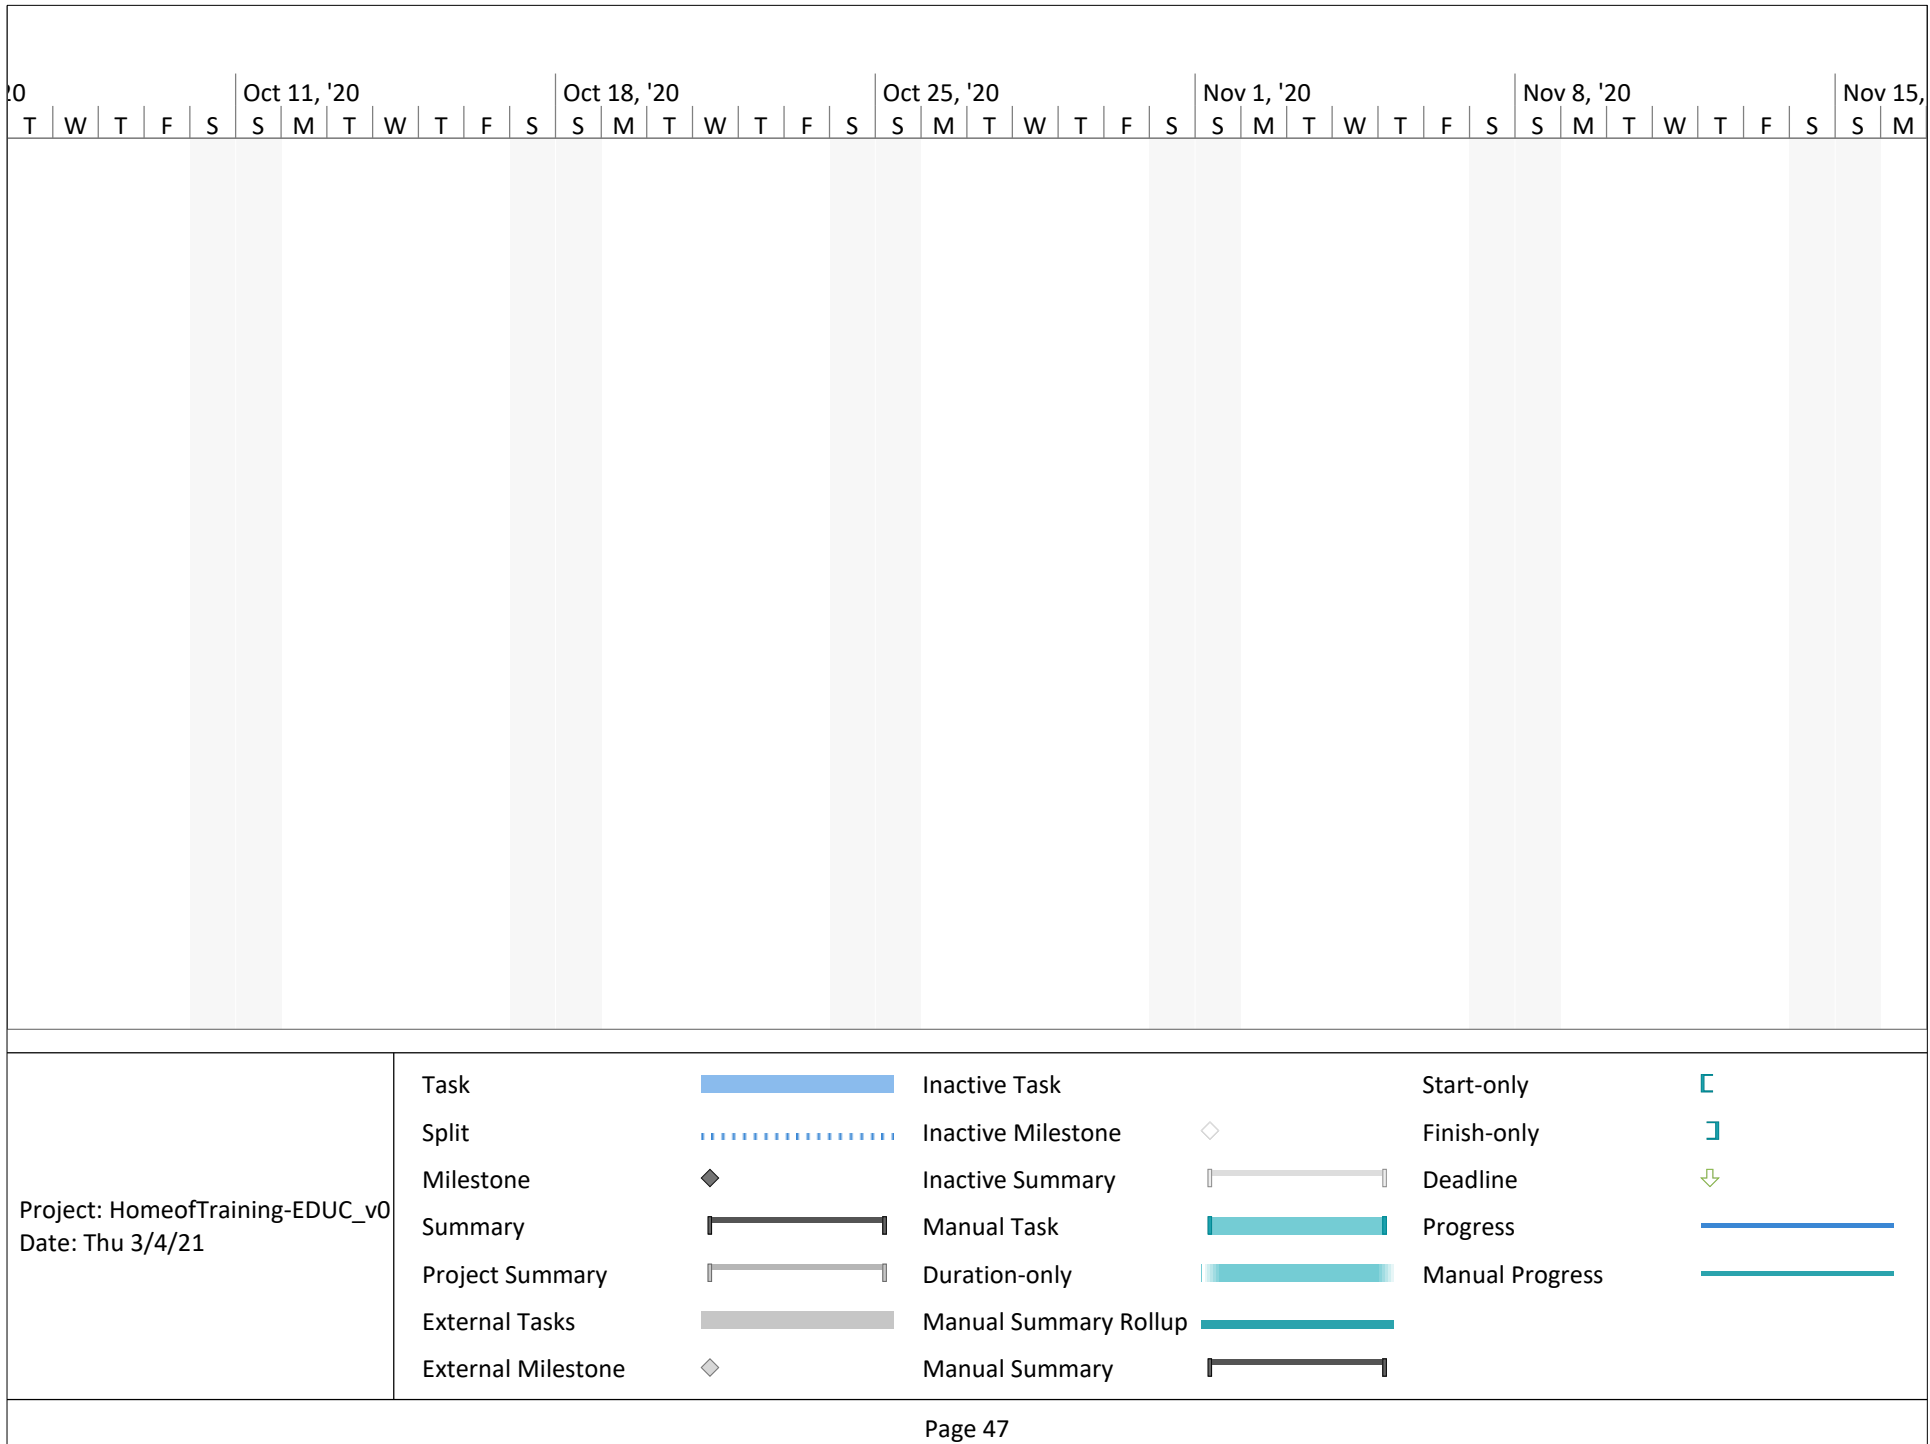 20 Oct 11, '20 Oct 18, '20 Oct 25, '20 Nov 1, '20 Nov 8, '20 Nov 15,
T W T F S S M T W T F S S M T W T F S S M T W T F S S M T W T F S S M T W T F S S M
Task Inactive Task Start-only
Split Inactive Milestone Finish-only
Milestone Inactive Summary Deadline
Project: HomeofTraining-EDUC_v0
Summary Manual Task Progress
Date: Thu 3/4/21
Project Summary Duration-only Manual Progress
External Tasks Manual Summary Rollup
External Milestone Manual Summary
Page 47